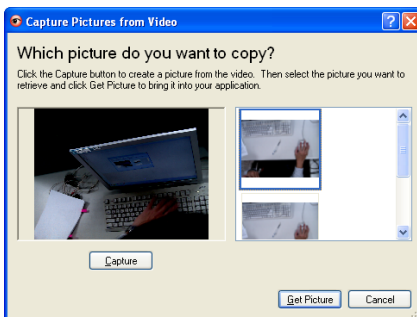 Capture Pictures from Video
Which picture do you want to copy?
Click the Capture button to create a picture from the video. Then select the picture you want to
retrieve and click Get Picture to bring it into your application.
Capture
Get Picture
Cancel